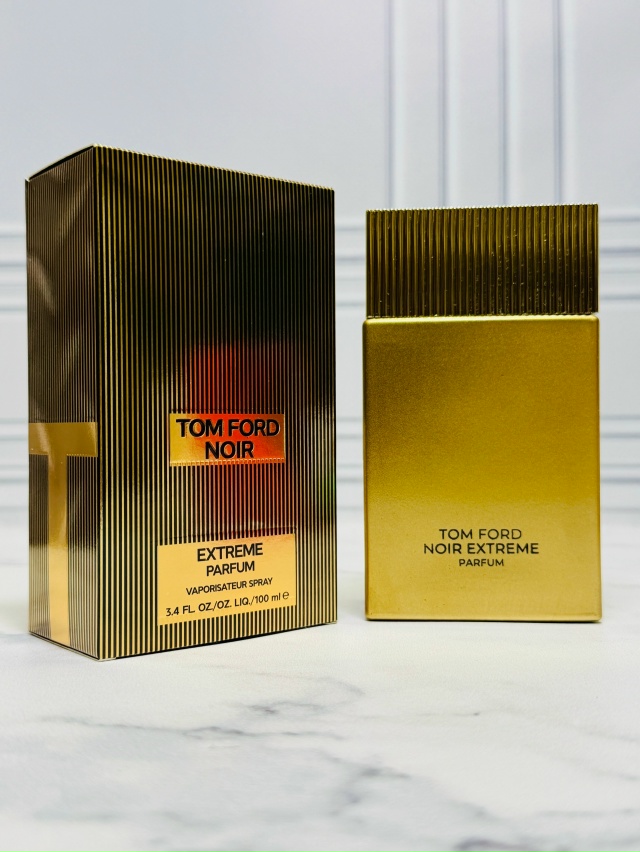 TOM FORD
NOIR
EXTREME
PARFUM
VAPORISATEUR SPRAY
3.4 FL. OZ./OZ. LIQ./100 ml ℮
T
TOM FORD
NOIR EXTREME
PARFUM